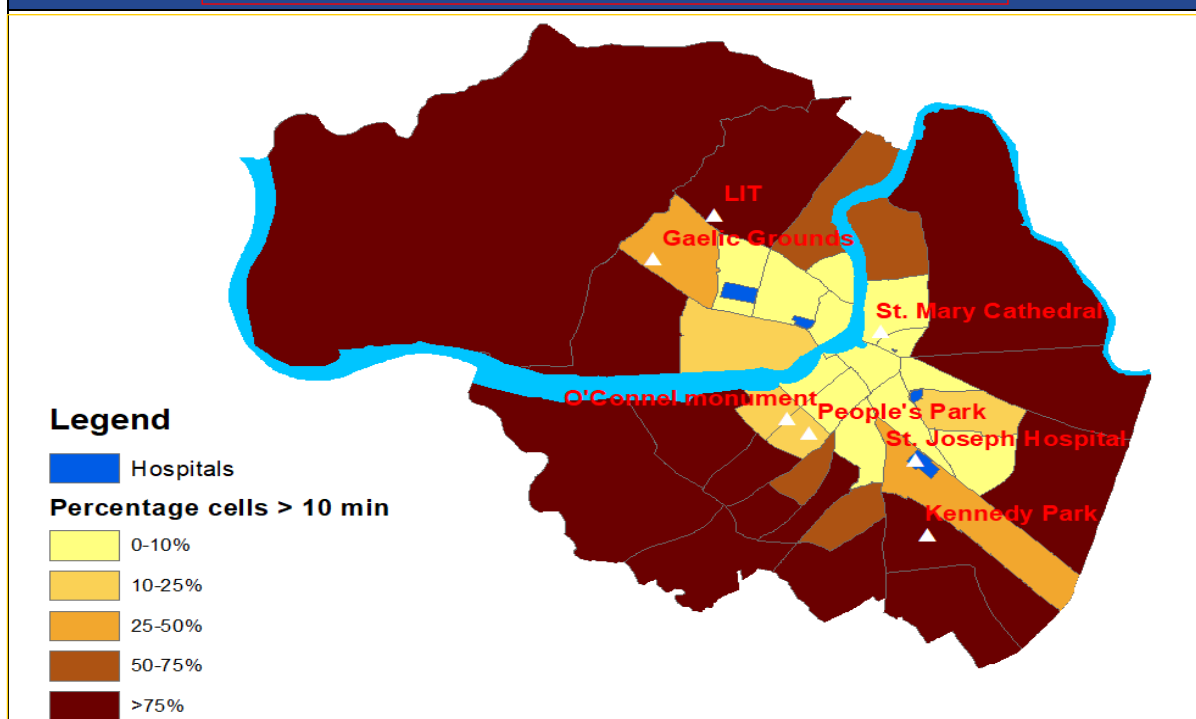 LIT
Gaelic Grounds
St. Mary Cathedral
O'Connel monument
People's Park
St. Joseph Hospital
Kennedy Park
Legend
Hospitals
Percentage cells > 10 min
0-10%
10-25%
25-50%
50-75%
>75%